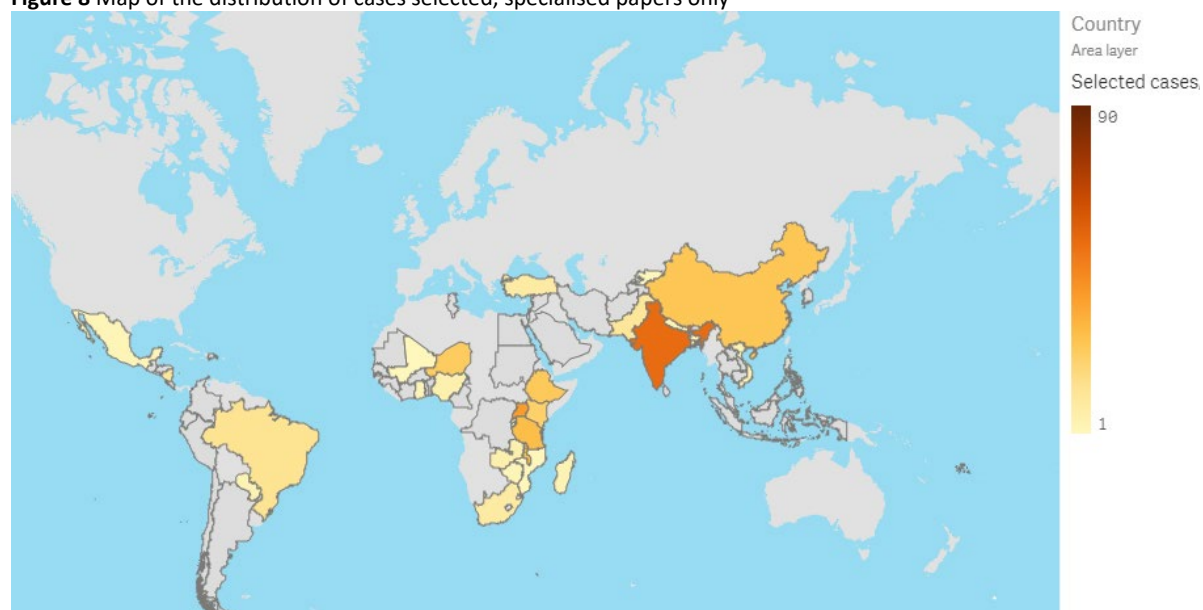 Figure 8 Map of the distribution of cases selected, specialised papers only
Country
Area layer
Selected cases,
90
1